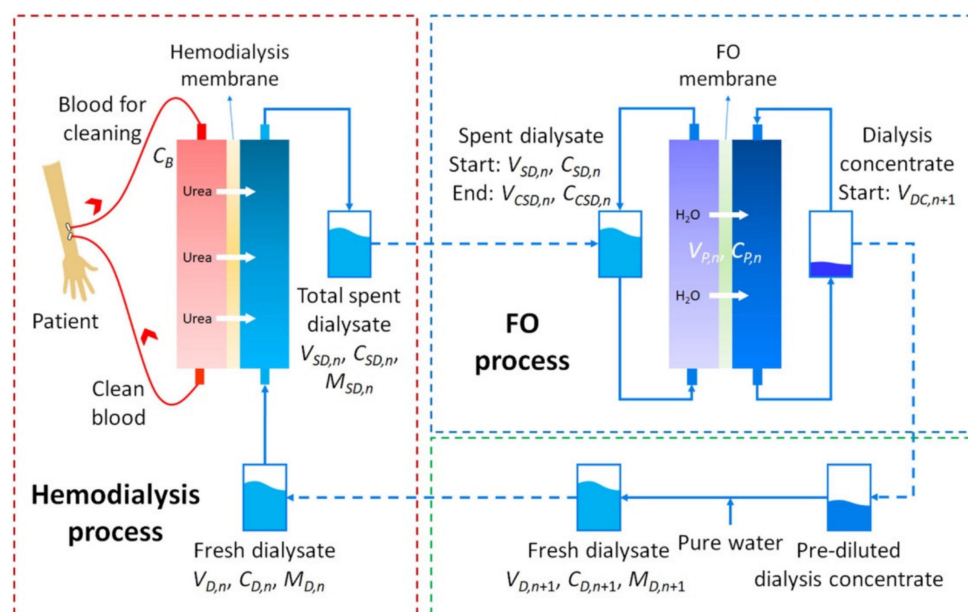 Hemodialysis
membrane
Blood for
cleaning
C_B
Urea
Urea
Urea
Patient
Clean
blood
Total spent
dialysate
V_SD,n, C_SD,n,
M_SD,n
Hemodialysis
process
Fresh dialysate
V_D,n, C_D,n, M_D,n
FO
membrane
Spent dialysate
Start: V_SD,n, C_SD,n
End: V_CSD,n, C_CSD,n
H₂O
V_P,n, C_P,n
H₂O
Dialysis
concentrate
Start: V_DC,n+1
FO
process
Fresh dialysate
V_D,n+1, C_D,n+1, M_D,n+1
Pure water
Pre-diluted
dialysis concentrate